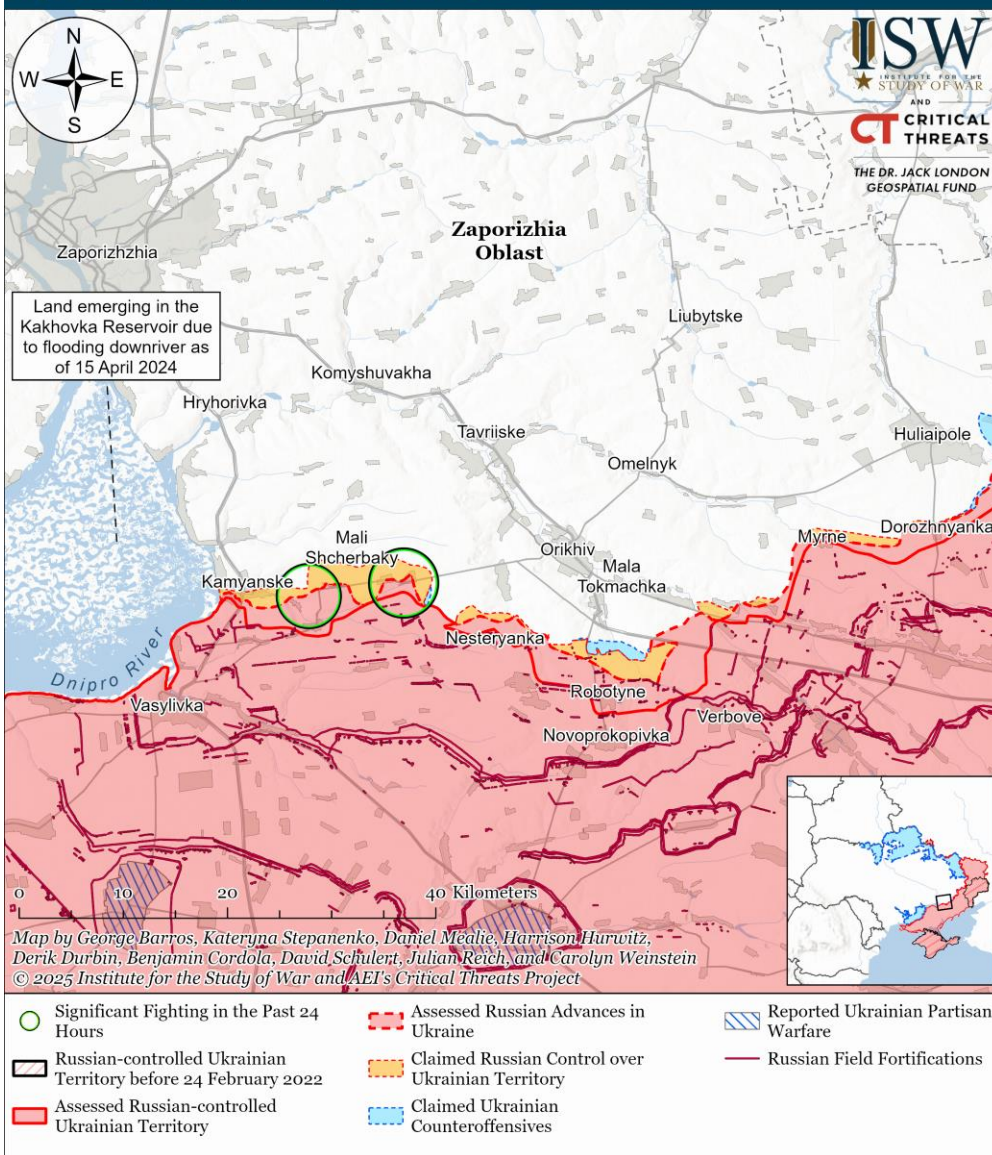 N
W
E
S
ISW
INSTITUTE FOR THE
STUDY OF WAR
AND
CT CRITICAL
THREATS
THE DR. JACK LONDON
GEOSPATIAL FUND
Zaporizhia
Oblast
Zaporizhzhia
Land emerging in the
Kakhovka Reservoir due
to flooding downriver as
of 15 April 2024
Liubytske
Komyshuvakha
Hryhorivka
Tavriiske
Huliaipole
Omelnyk
Dorozhnyanka
Myrne
Mali
Shcherbaky
Orikhiv
Mala
Tokmachka
Kamyanske
Nesteryanka
Dnipro River
Robotyne
Vasylivka
Verbove
Novoprokopivka
0 10 20 40 Kilometers
Map by George Barros, Kateryna Stepanenko, Daniel Mealie, Harrison Hurwitz,
Derik Durbin, Benjamin Cordola, David Schulert, Julian Reich, and Carolyn Weinstein
© 2025 Institute for the Study of War and AEI's Critical Threats Project
Significant Fighting in the Past 24
Hours
Russian-controlled Ukrainian
Territory before 24 February 2022
Assessed Russian-controlled
Ukrainian Territory
Assessed Russian Advances in
Ukraine
Claimed Russian Control over
Ukrainian Territory
Claimed Ukrainian
Counteroffensives
Reported Ukrainian Partisan
Warfare
Russian Field Fortifications